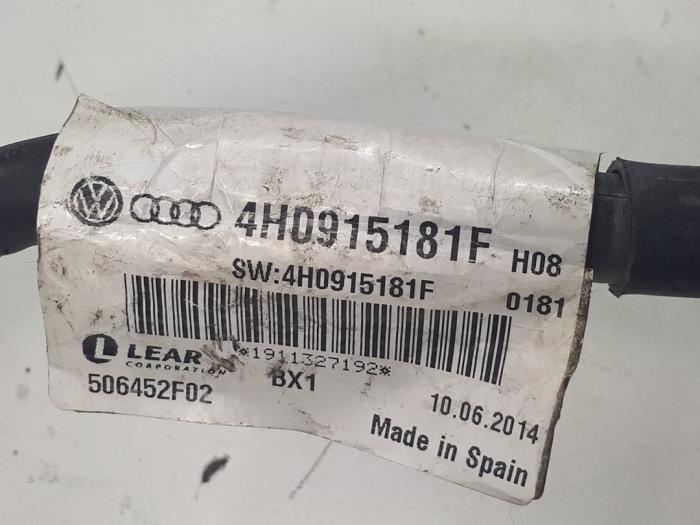 4H0915181F H08
SW:4H0915181F 0181
LEAR *1911327192*
CORPORATION
506452F02 BX1 10.06.2014
Made in Spain